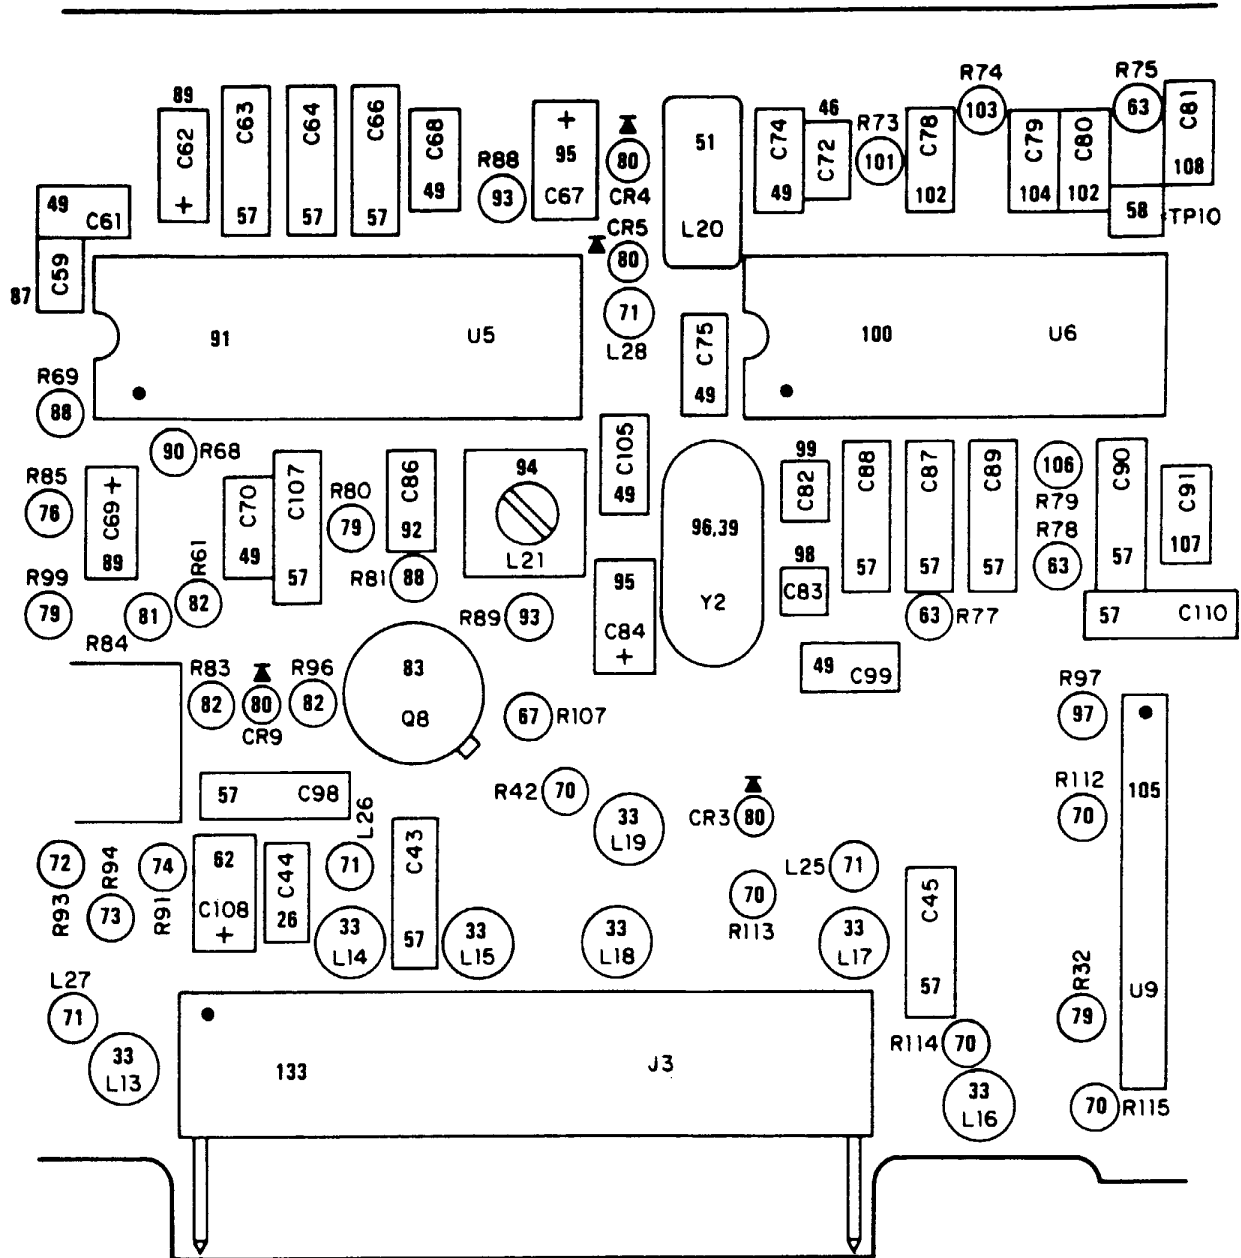 R74 R75
89 C62 + C63 57 C64 57 C66 57 C68 49 R88 93 + 95 C67 80 CR4 51 L20 C74 49 46 C72 R73 101 C78 102 103 C79 104 C80 102 63 C81 108
49 C61 CR5 80 58 TP10
87 C59 71 L28
91 U5 C75 49 100 U6
R69 88
90 R68 C105 49
R85 76 C69 + 89 C70 49 C107 57 R80 79 C86 92 94 L21 96,39 Y2 99 C82 C88 57 C87 57 C89 57 106 R79 C90 57 C91 107
R78 63
R99 79 R61 82 R81 88 95 C84 + 98 C83
R84 81 R89 93 63 R77 57 C110
R83 82 80 CR9 R96 82 83 Q8 67 R107 49 C99 R97 97
57 C98 R42 70 CR3 80 R112 70 105
L26 71 33 L19
72 R93 R94 73 74 R91 62 C108 + C44 26 C43 57 L25 71 C45 57
33 L14 33 L15 33 L18 70 R113 33 L17
L27 71 R32 79 U9
33 L13 133 J3 R114 70
33 L16 70 R115